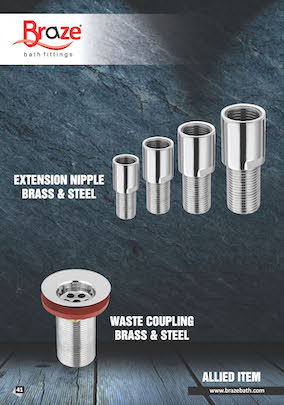 Braze®
bath fittings
EXTENSION NIPPLE
BRASS & STEEL
WASTE COUPLING
BRASS & STEEL
ALLIED ITEM
41
www.brazebath.com